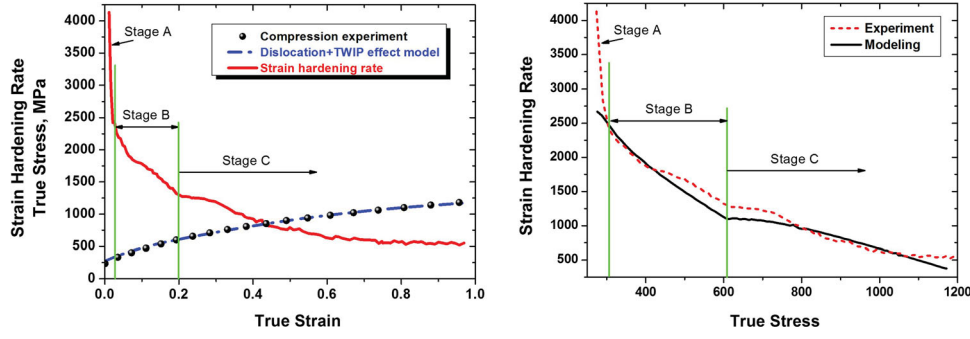 Strain Hardening Rate
True Stress, MPa
4000
3500
3000
2500
2000
1500
1000
500
0
Stage A
Stage B
Stage C
Compression experiment
Dislocation+TWIP effect model
Strain hardening rate
0.0 0.2 0.4 0.6 0.8 1.0
True Strain
Strain Hardening Rate
4000
3500
3000
2500
2000
1500
1000
500
Stage A
Stage B
Stage C
Experiment
Modeling
400 600 800 1000 1200
True Stress